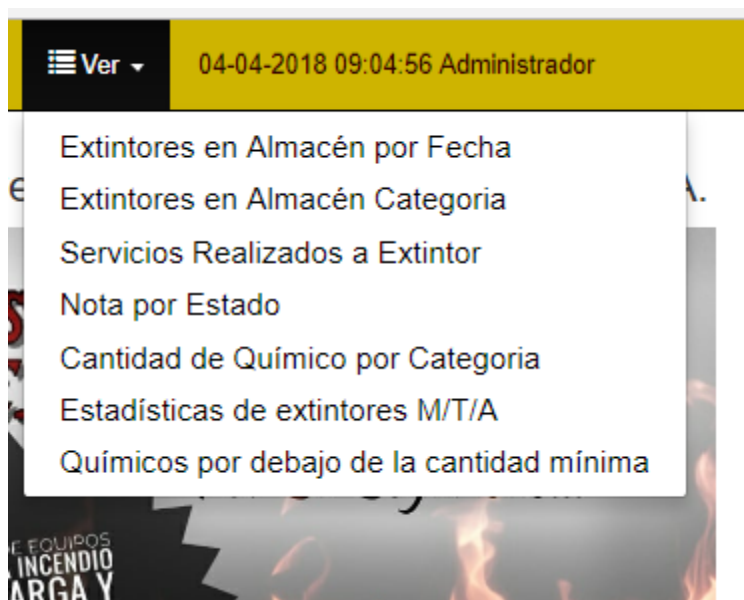 Ver
04-04-2018 09:04:56 Administrador
Extintores en Almacén por Fecha
Extintores en Almacén Categoria
Servicios Realizados a Extintor
Nota por Estado
Cantidad de Químico por Categoria
Estadísticas de extintores M/T/A
Químicos por debajo de la cantidad mínima
DE EQUIPOS
INCENDIO
ARGA Y